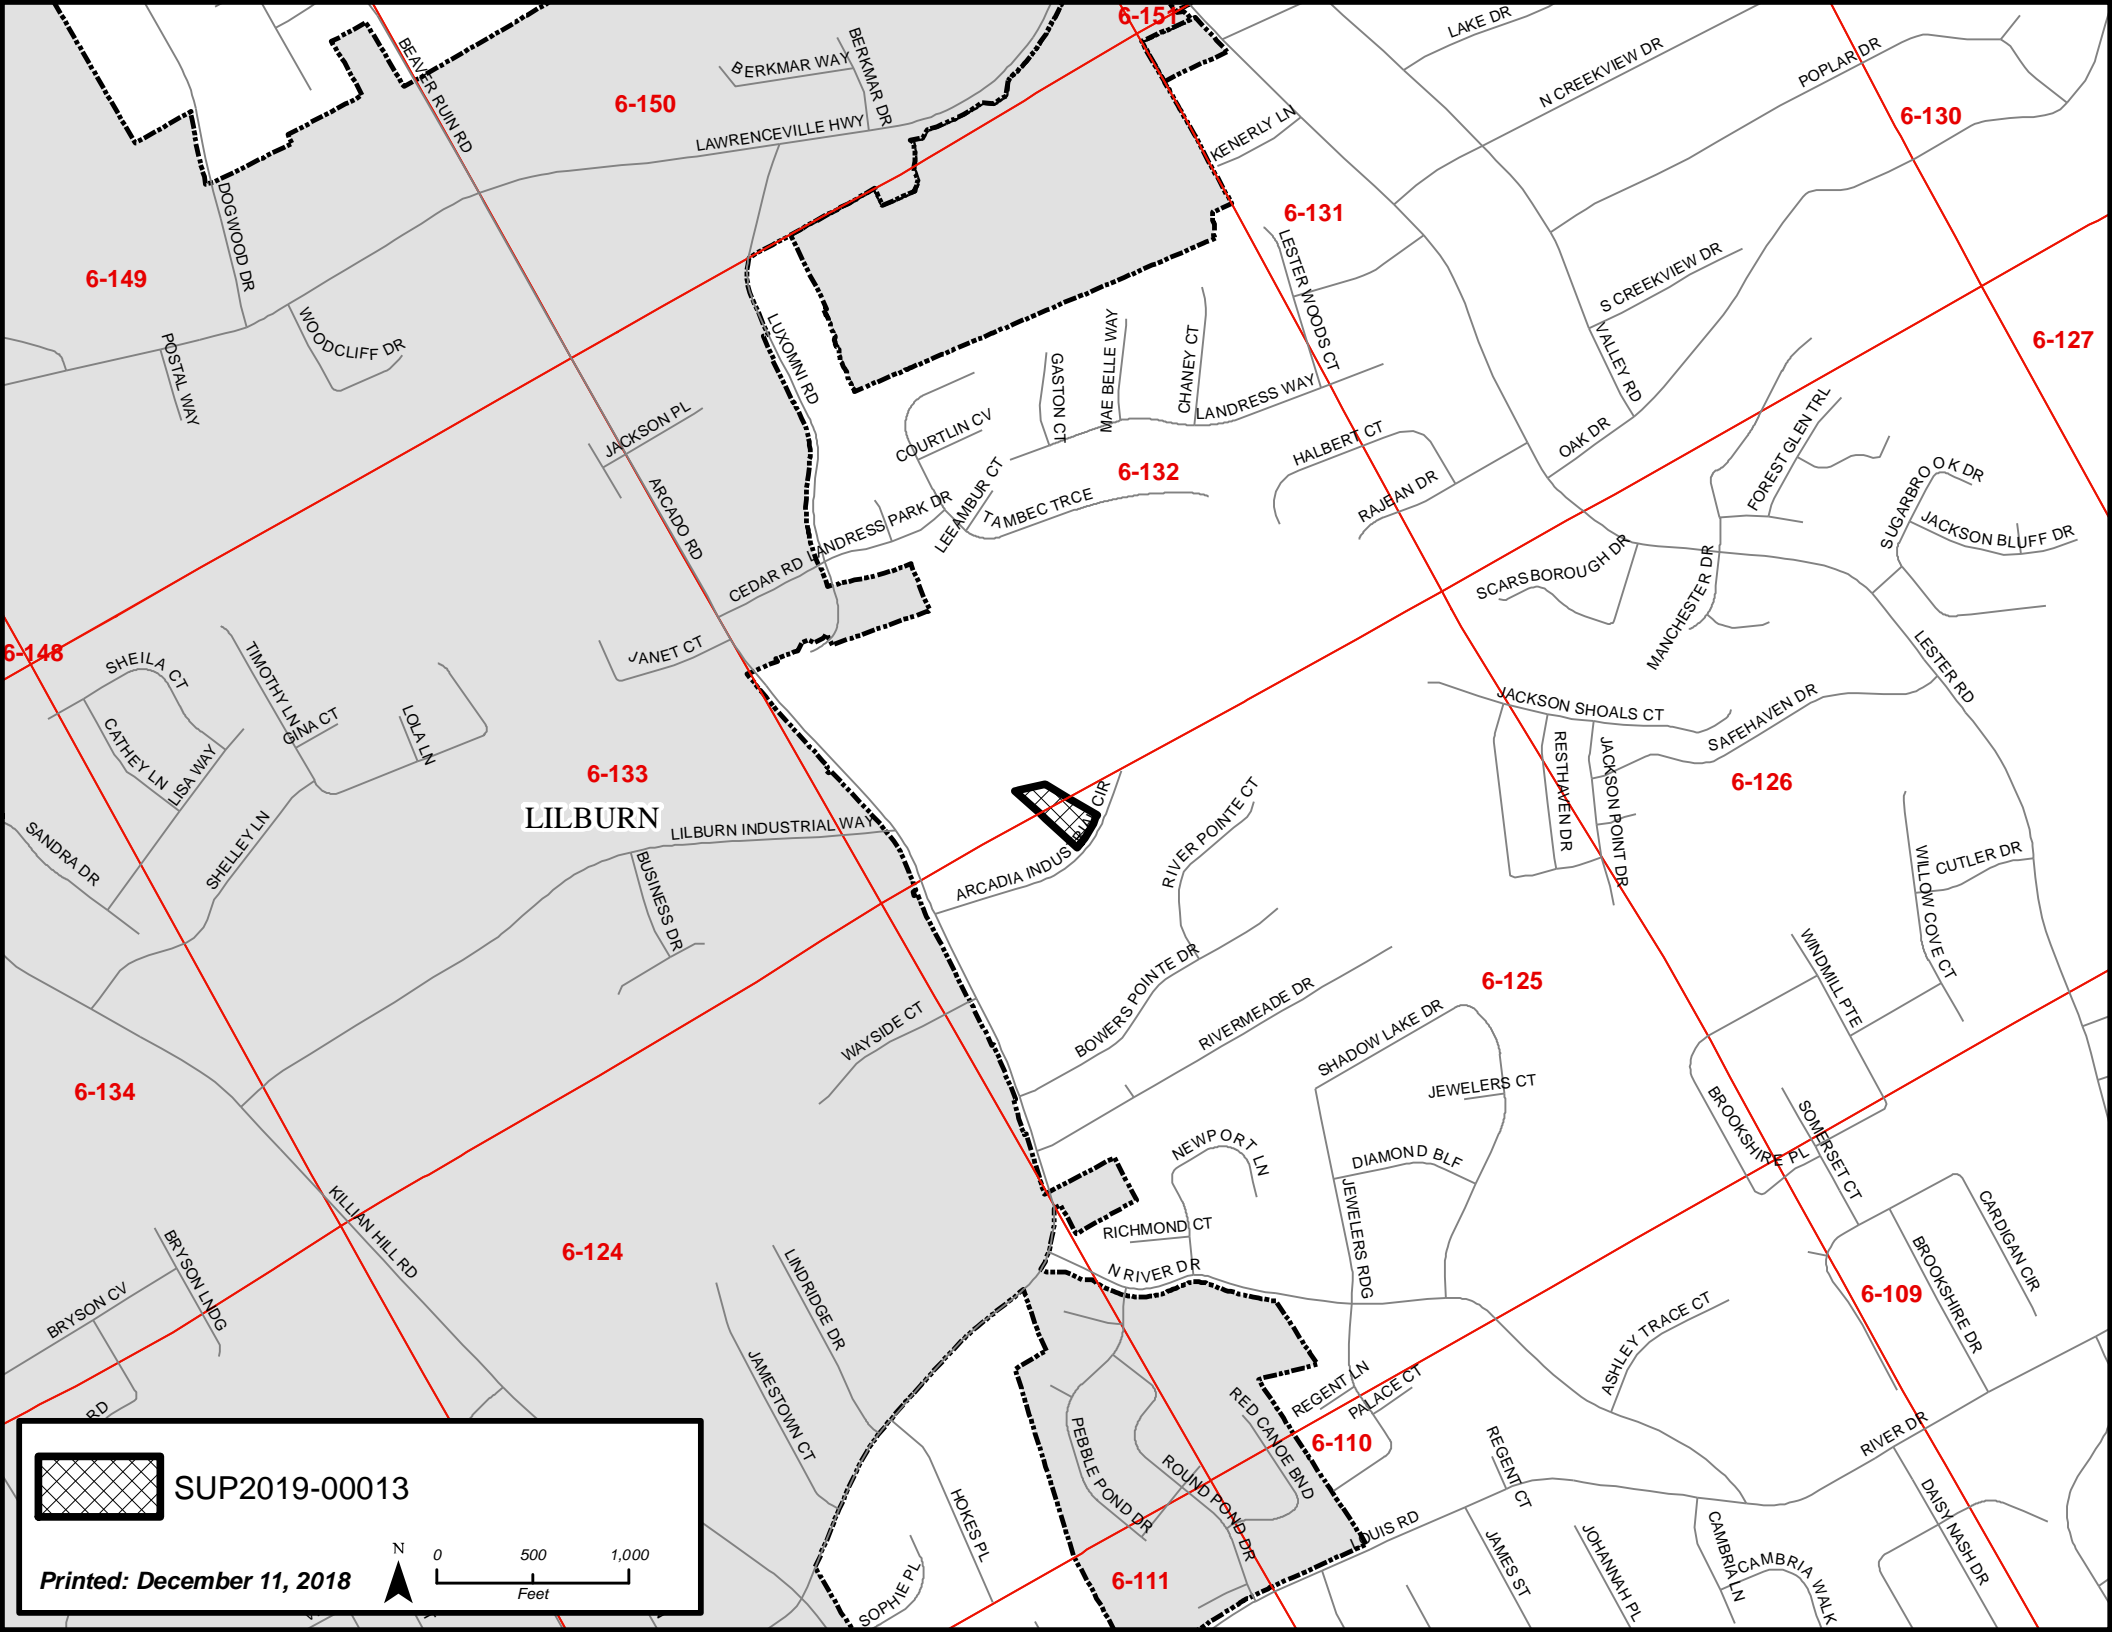 6-151
LAKE DR
BEAVER RUIN RD
BERKMAR WAY
BERKMAR DR
6-150
LAWRENCEVILLE HWY
N CREEKVIEW DR
POPLAR DR
6-130
KENERLY LN
6-131
DOGWOOD DR
6-149
LESTER WOODS CT
S CREEKVIEW DR
WOODCLIFF DR
POSTAL WAY
LUXOMNI RD
GASTON CT
MAE BELLE WAY
CHANEY CT
LANDRESS WAY
VALLEY RD
6-127
JACKSON PL
COURTLIN CV
HALBERT CT
OAK DR
FOREST GLEN TRL
6-132
ARCADO RD
LEEAMBUR CT
TAMBEC TRCE
RAJEAN DR
SUGARBROOK DR
JACKSON BLUFF DR
CEDAR RD
LANDRESS PARK DR
SCARSBOROUGH DR
MANCHESTER DR
6-148
SHEILA CT
TIMOTHY LN
JANET CT
LESTER RD
CATHEY LN
LISA WAY
GINA CT
LOLA LN
JACKSON SHOALS CT
SAFEHAVEN DR
RESTHAVEN DR
JACKSON POINT DR
6-133
LILBURN
6-126
LILBURN INDUSTRIAL WAY
SANDRA DR
SHELLEY LN
BUSINESS DR
ARCADIA INDUSTRIAL CIR
RIVER POINTE CT
WILLOW COVE CT
CUTLER DR
BOWERS POINTE DR
WINDMILL PTE
6-125
WAYSIDE CT
RIVERMEADE DR
SHADOW LAKE DR
6-134
JEWELERS CT
BROOKSHIRE PL
SOMERSET CT
NEWPORT LN
DIAMOND BLF
JEWELERS RDG
KILLIAN HILL RD
CARDIGAN CIR
BRYSON LNDG
6-124
RICHMOND CT
N RIVER DR
BROOKSHIRE DR
LINDRIDGE DR
BRYSON CV
6-109
ASHLEY TRACE CT
JAMESTOWN CT
REGENT LN
PALACE CT
RED CANOE BND
RD
PEBBLE POND DR
6-110
RIVER DR
REGENT CT
ROUND POND DR
HOKES PL
LOUIS RD
DAISY NASH DR
JAMES ST
JOHANNAH PL
CAMBRIA LN
CAMBRIA WALK
SOPHIE PL
6-111
SUP2019-00013
Printed: December 11, 2018
N
0 500 1,000
Feet